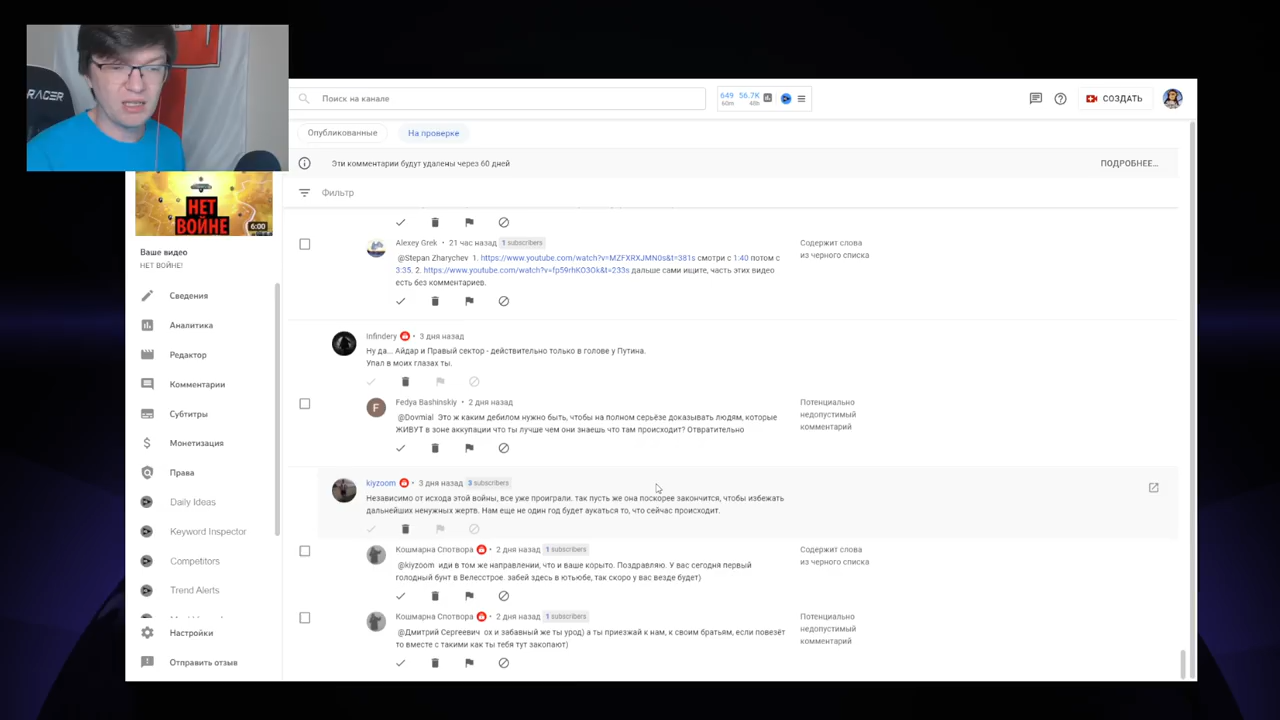 RACER
Поиск на канале
649 56.7K
60m 48h
СОЗДАТЬ
Опубликованные
На проверке
Эти комментарии будут удалены через 60 дней
ПОДРОБНЕЕ...
Фильтр
НЕТ
ВОЙНЕ
6:00
Ваше видео
НЕТ ВОЙНЕ!
Сведения
Аналитика
Редактор
Комментарии
Субтитры
Монетизация
Права
Daily Ideas
Keyword Inspector
Competitors
Trend Alerts
Настройки
Отправить отзыв
Alexey Grek • 21 час назад 1 subscribers
@Stepan Zharychev 1. https://www.youtube.com/watch?v=MZFXRXJMN0s&t=381s смотри с 1:40 потом с
3:35. 2. https://www.youtube.com/watch?v=fp59rhKO3Ok&t=233s дальше сами ищите, часть этих видео
есть без комментариев.
Содержит слова
из черного списка
Infindery • 3 дня назад
Ну да... Айдар и Правый сектор - действительно только в голове у Путина.
Упал в моих глазах ты.
Fedya Bashinskiy • 2 дня назад
F
@Dovmial Это ж каким дебилом нужно быть, чтобы на полном серьёзе доказывать людям, которые
ЖИВУТ в зоне аккупации что ты лучше чем они знаешь что там происходит? Отвратительно
Потенциально
недопустимый
комментарий
kiyzoom • 3 дня назад 3 subscribers
Независимо от исхода этой войны, все уже проиграли. так пусть же она поскорее закончится, чтобы избежать
дальнейших ненужных жертв. Нам еще не один год будет аукаться то, что сейчас происходит.
Кошмарна Спотвора • 2 дня назад 1 subscribers
@kiyzoom иди в том же направлении, что и ваше корыто. Поздравляю. У вас сегодня первый
голодный бунт в Велесстрое. забей здесь в ютьюбе, так скоро у вас везде будет)
Содержит слова
из черного списка
Кошмарна Спотвора • 2 дня назад 1 subscribers
@Дмитрий Сергеевич ох и забавный же ты урод) а ты приезжай к нам, к своим братьям, если повезёт
то вместе с такими как ты тебя тут закопают)
Потенциально
недопустимый
комментарий